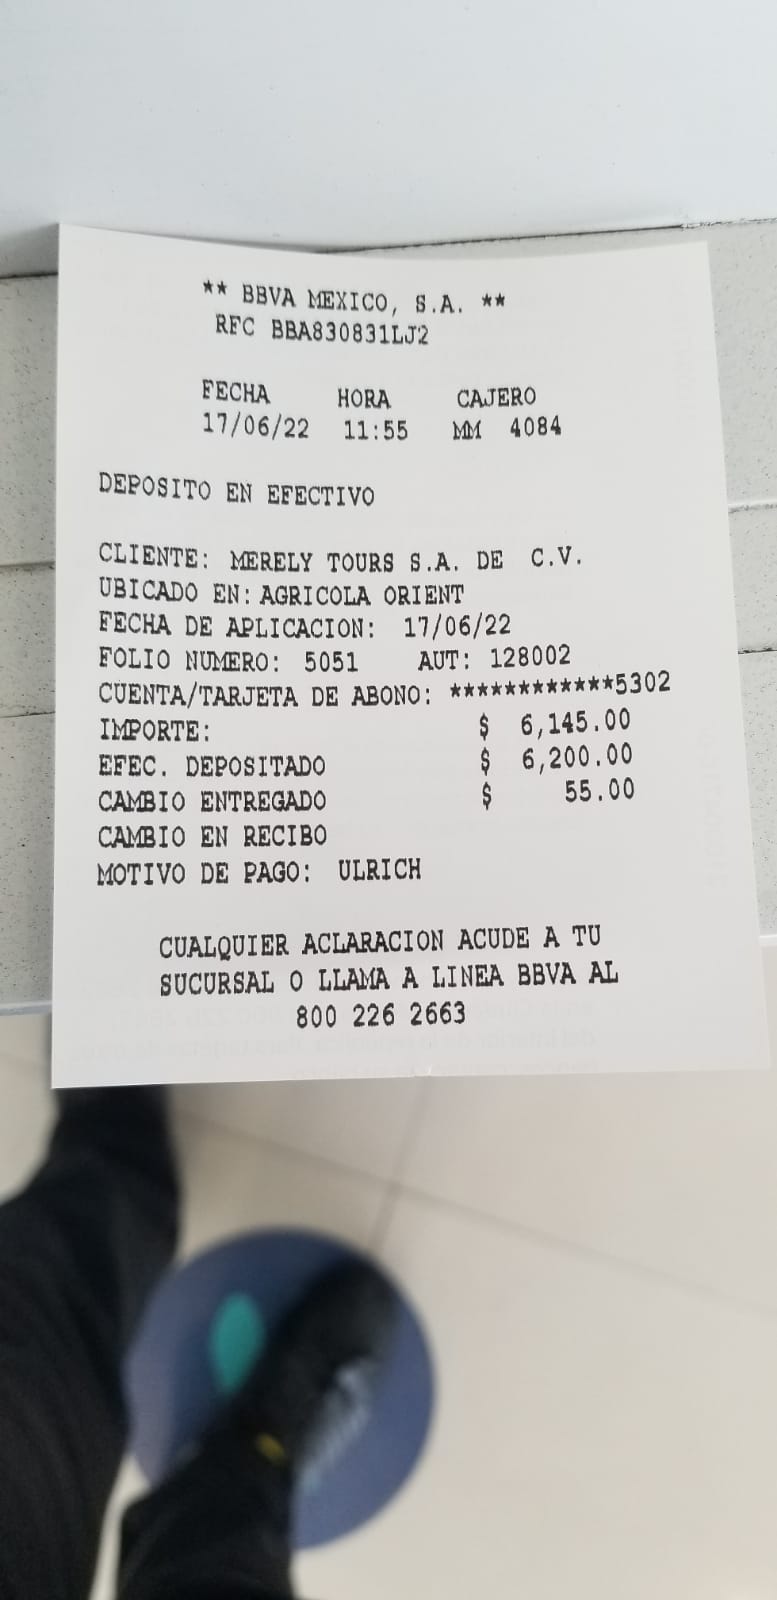 ** BBVA MEXICO, S.A. **
RFC BBA830831LJ2
FECHA HORA CAJERO
17/06/22 11:55 MM 4084
DEPOSITO EN EFECTIVO
CLIENTE: MERELY TOURS S.A. DE C.V.
UBICADO EN: AGRICOLA ORIENT
FECHA DE APLICACION: 17/06/22
FOLIO NUMERO: 5051 AUT: 128002
CUENTA/TARJETA DE ABONO: ************5302
IMPORTE: $ 6,145.00
EFEC. DEPOSITADO $ 6,200.00
CAMBIO ENTREGADO $ 55.00
CAMBIO EN RECIBO
MOTIVO DE PAGO: ULRICH
CUALQUIER ACLARACION ACUDE A TU
SUCURSAL O LLAMA A LINEA BBVA AL
800 226 2663